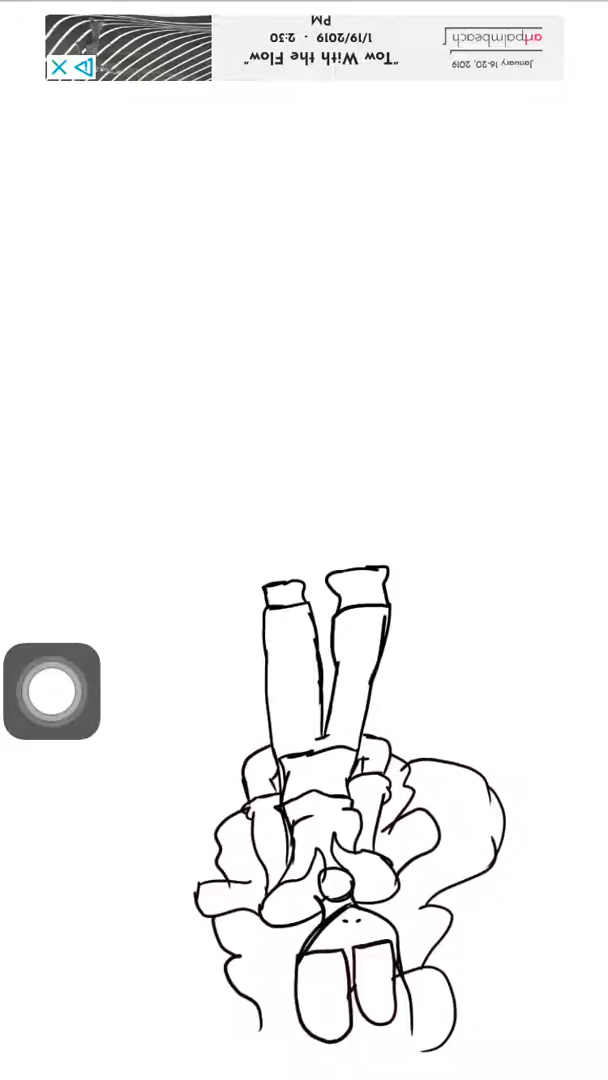 January 16-20, 2019
artpalmbeach
"Tow With the Flow"
1/19/2019 - 2:30
PM